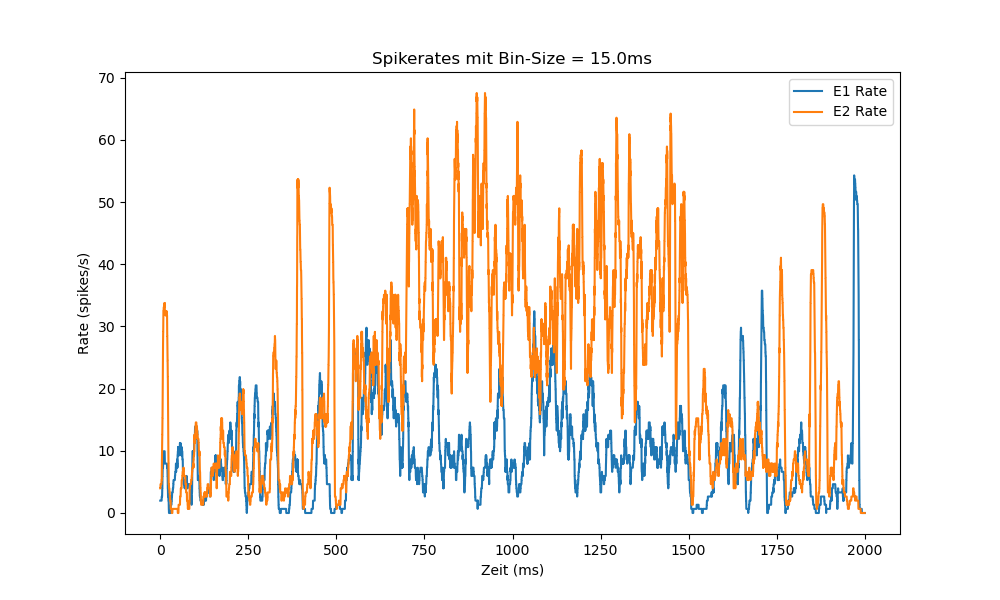 Spikerates mit Bin-Size = 15.0ms
E1 Rate
E2 Rate
70
60
50
40
30
20
10
0
Rate (spikes/s)
0 250 500 750 1000 1250 1500 1750 2000
Zeit (ms)